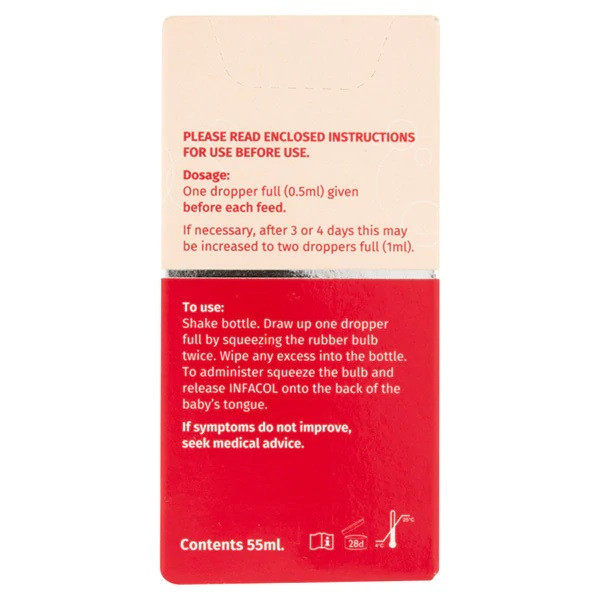 PLEASE READ ENCLOSED INSTRUCTIONS
FOR USE BEFORE USE.
Dosage:
One dropper full (0.5ml) given
before each feed.
If necessary, after 3 or 4 days this may
be increased to two droppers full (1ml).
To use:
Shake bottle. Draw up one dropper
full by squeezing the rubber bulb
twice. Wipe any excess into the bottle.
To administer squeeze the bulb and
release INFACOL onto the back of the
baby's tongue.
If symptoms do not improve,
seek medical advice.
Contents 55ml.
28d
4°C